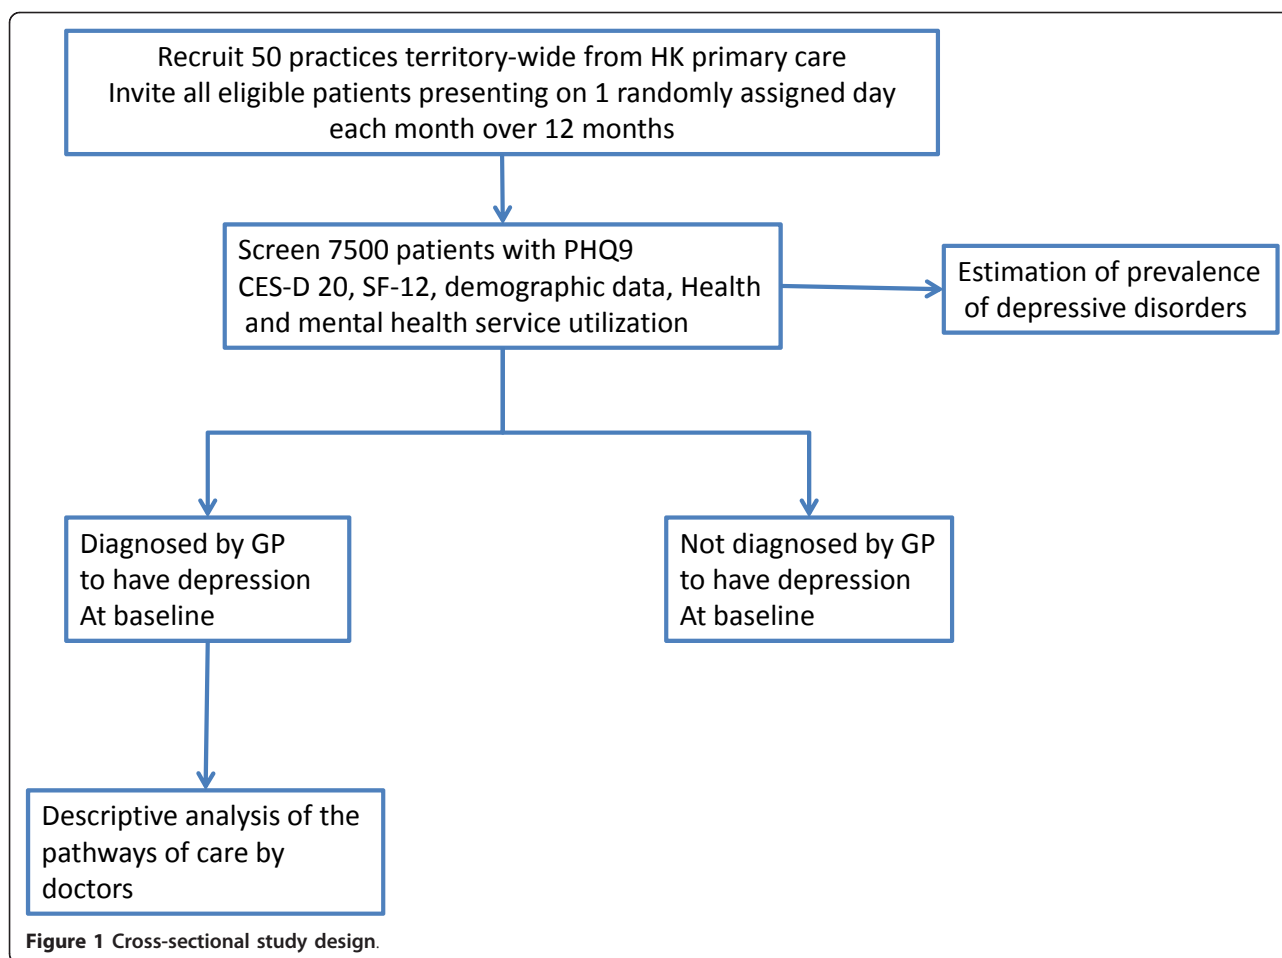 Recruit 50 practices territory-wide from HK primary care
Invite all eligible patients presenting on 1 randomly assigned day
each month over 12 months
Screen 7500 patients with PHQ9
CES-D 20, SF-12, demographic data, Health
and mental health service utilization
Estimation of prevalence
of depressive disorders
Diagnosed by GP
to have depression
At baseline
Not diagnosed by GP
to have depression
At baseline
Descriptive analysis of the
pathways of care by
doctors
Figure 1 Cross-sectional study design.